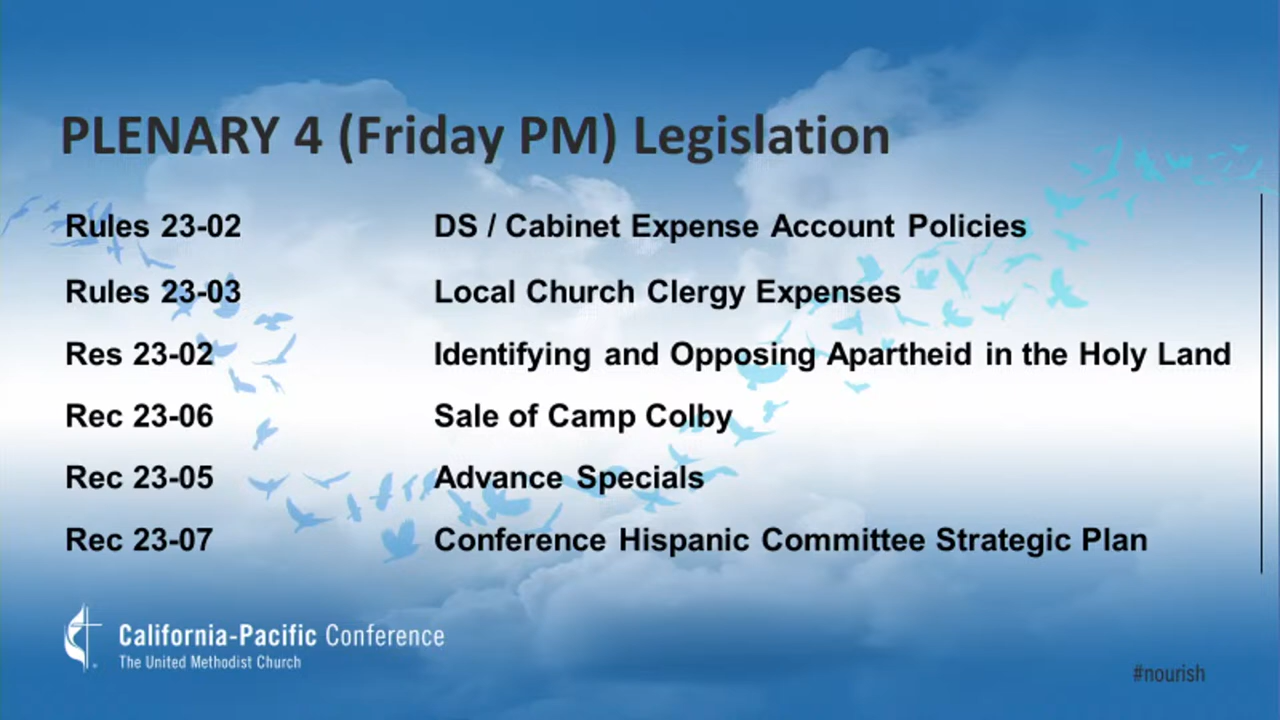 PLENARY 4 (Friday PM) Legislation
Rules 23-02 DS / Cabinet Expense Account Policies
Rules 23-03 Local Church Clergy Expenses
Res 23-02 Identifying and Opposing Apartheid in the Holy Land
Rec 23-06 Sale of Camp Colby
Rec 23-05 Advance Specials
Rec 23-07 Conference Hispanic Committee Strategic Plan
California-Pacific Conference
The United Methodist Church
#nourish